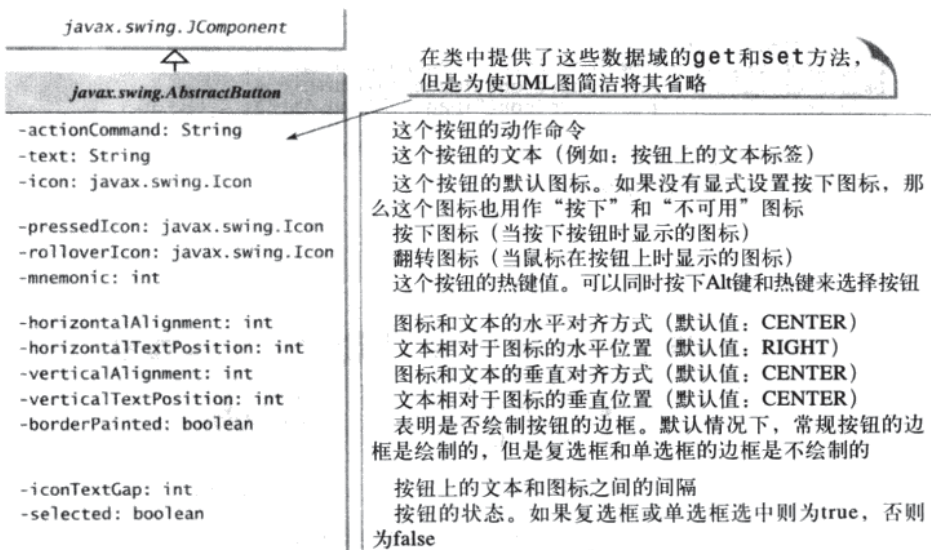 javax.swing.JComponent
在类中提供了这些数据域的get和set方法，
但是为使UML图简洁将其省略
javax.swing.AbstractButton
-actionCommand: String
这个按钮的动作命令
-text: String
这个按钮的文本（例如：按钮上的文本标签）
-icon: javax.swing.Icon
这个按钮的默认图标。如果没有显式设置按下图标，那
么这个图标也用作“按下”和“不可用”图标
-pressedIcon: javax.swing.Icon
按下图标（当按下按钮时显示的图标）
-rolloverIcon: javax.swing.Icon
翻转图标（当鼠标在按钮上时显示的图标）
-mnemonic: int
这个按钮的热键值。可以同时按下Alt键和热键来选择按钮
-horizontalAlignment: int
图标和文本的水平对齐方式（默认值：CENTER）
-horizontalTextPosition: int
文本相对于图标的水平位置（默认值：RIGHT）
-verticalAlignment: int
图标和文本的垂直对齐方式（默认值：CENTER）
-verticalTextPosition: int
文本相对于图标的垂直位置（默认值：CENTER）
-borderPainted: boolean
表明是否绘制按钮的边框。默认情况下，常规按钮的边
框是绘制的，但是复选框和单选框的边框是不绘制的
-iconTextGap: int
按钮上的文本和图标之间的间隔
-selected: boolean
按钮的状态。如果复选框或单选框选中则为true，否则
为false